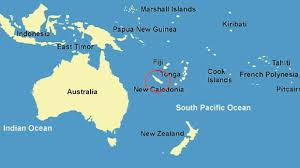 Marshall Islands
Kiribati
Indonesia
Papua New Guinea
East Timor
Fiji
Tonga
Cook
Islands
French Polynesia
Pitcairn
New Caledonia
Australia
South Pacific Ocean
Indian Ocean
New Zealand